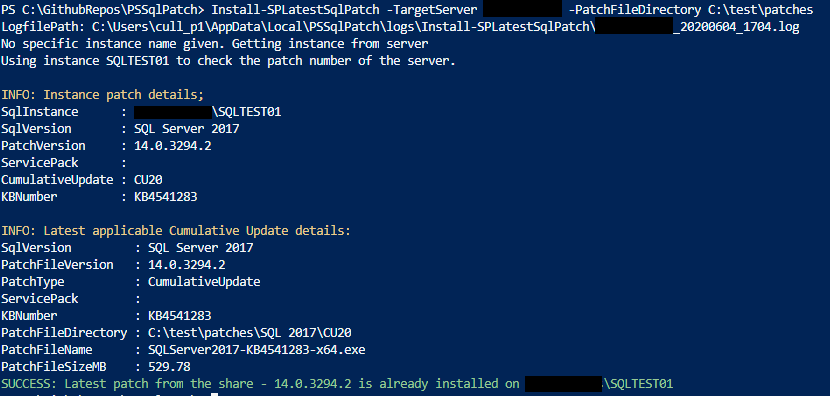 PS C:\GithubRepos\PSSqlPatch> Install-SPLatestSqlPatch -TargetServer -PatchFileDirectory C:\test\patches
LogfilePath: C:\Users\cull_p1\AppData\Local\PSSqlPatch\logs\Install-SPLatestSqlPatch\ _20200604_1704.log
No specific instance name given. Getting instance from server
Using instance SQLTEST01 to check the patch number of the server.
INFO: Instance patch details;
SqlInstance : \SQLTEST01
SqlVersion : SQL Server 2017
PatchVersion : 14.0.3294.2
ServicePack :
CumulativeUpdate : CU20
KBNumber : KB4541283
INFO: Latest applicable Cumulative Update details:
SqlVersion : SQL Server 2017
PatchFileVersion : 14.0.3294.2
PatchType : CumulativeUpdate
ServicePack :
KBNumber : KB4541283
PatchFileDirectory : C:\test\patches\SQL 2017\CU20
PatchFileName : SQLServer2017-KB4541283-x64.exe
PatchFileSizeMB : 529.78
SUCCESS: Latest patch from the share - 14.0.3294.2 is already installed on \SQLTEST01